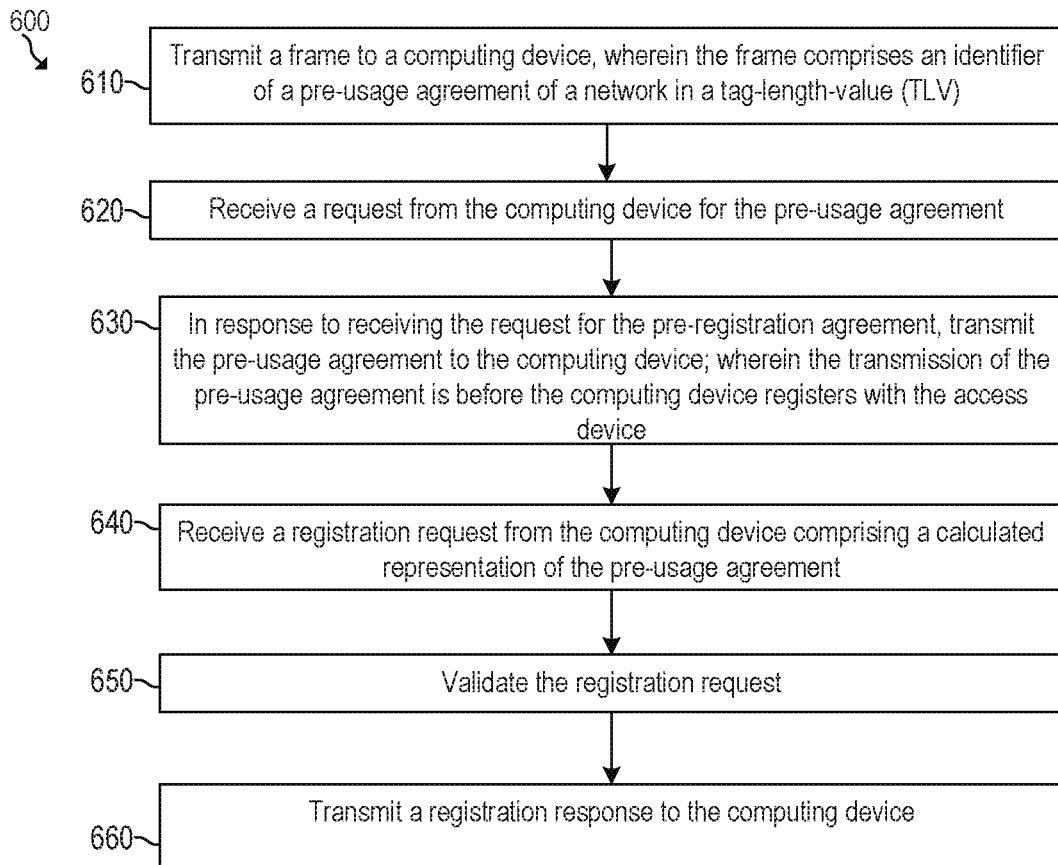 600
610
Transmit a frame to a computing device, wherein the frame comprises an identifier
of a pre-usage agreement of a network in a tag-length-value (TLV)
620
Receive a request from the computing device for the pre-usage agreement
630
In response to receiving the request for the pre-registration agreement, transmit
the pre-usage agreement to the computing device; wherein the transmission of the
pre-usage agreement is before the computing device registers with the access
device
640
Receive a registration request from the computing device comprising a calculated
representation of the pre-usage agreement
650
Validate the registration request
660
Transmit a registration response to the computing device